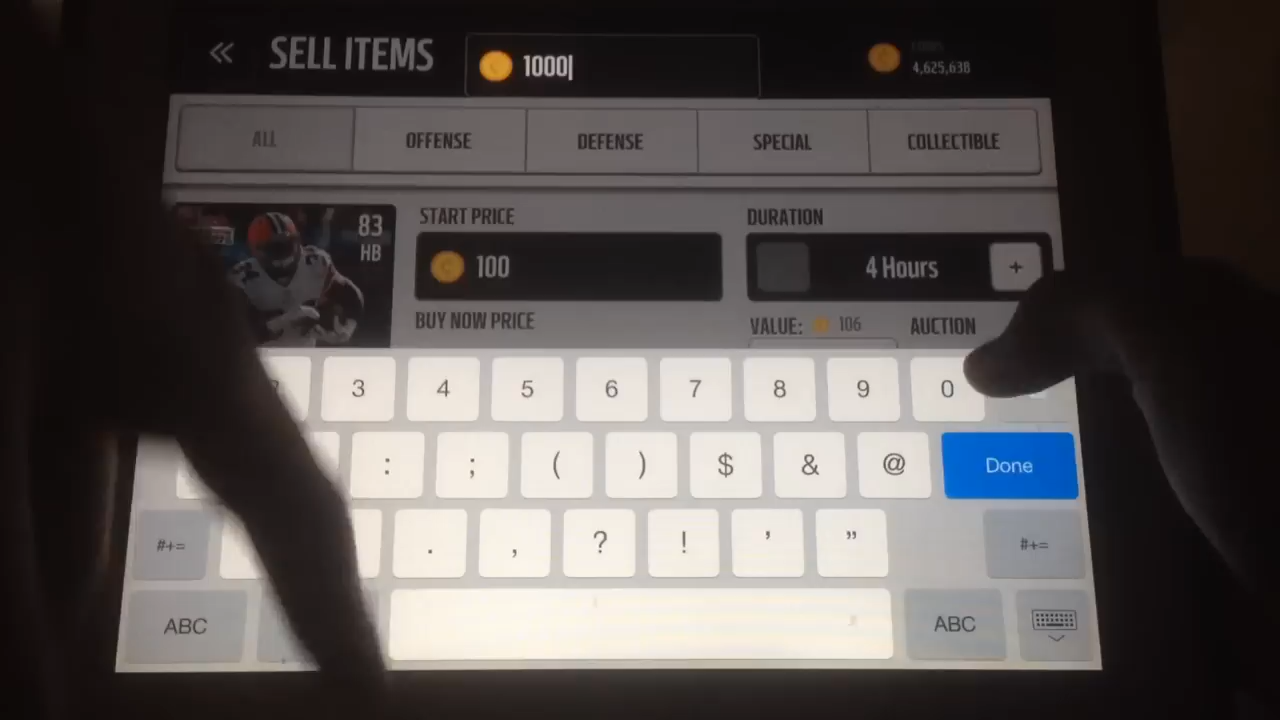 SELL ITEMS
1000
4,625,638
ALL
OFFENSE
DEFENSE
SPECIAL
COLLECTIBLE
83
HB
START PRICE
100
DURATION
4 Hours
+
BUY NOW PRICE
VALUE: 106
AUCTION
3 4 5 6 7 8 9 0
: ; ( ) $ & @
Done
#+=
. , ? ! ’ ”
#+=
ABC
ABC